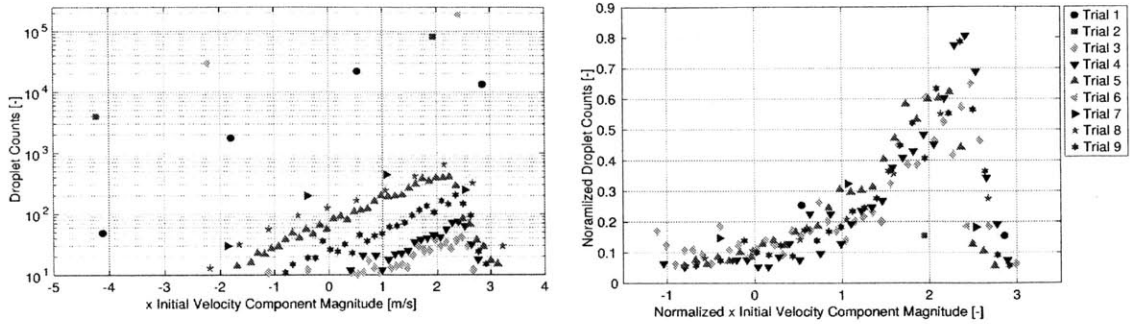 10^5
10^4
10^3
10^2
10^1
Droplet Counts [-]
-5 -4 -3 -2 -1 0 1 2 3 4
x Initial Velocity Component Magnitude [m/s]
0.9
0.8
0.7
0.6
0.5
0.4
0.3
0.2
0.1
0
Noramlized Droplet Counts [-]
-1 0 1 2 3
Normalized x Initial Velocity Component Magnitude [-]
Trial 1
Trial 2
Trial 3
Trial 4
Trial 5
Trial 6
Trial 7
Trial 8
Trial 9